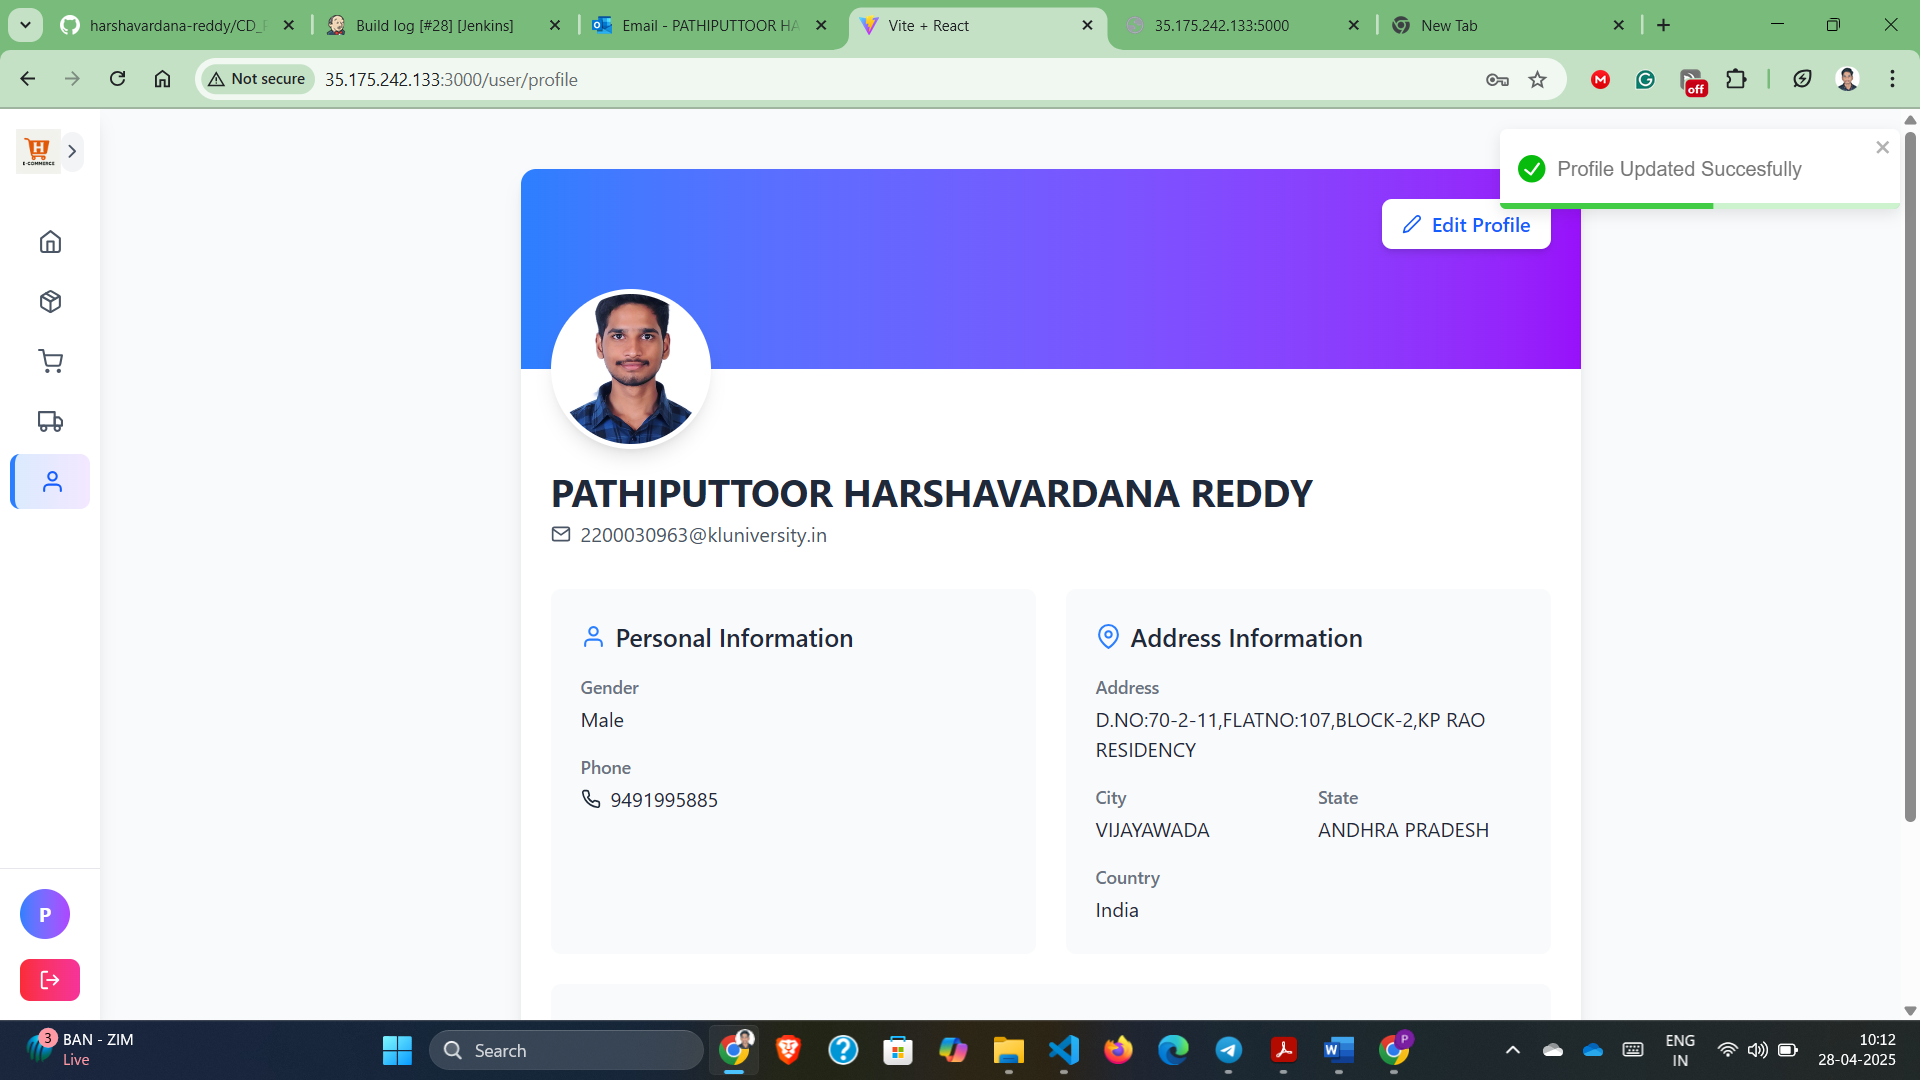 harshavardana-reddy/CD_
Build log [#28] [Jenkins]
Email - PATHIPUTTOOR HA
Vite + React
35.175.242.133:5000
New Tab
Not secure
35.175.242.133:3000/user/profile
off
H
E-COMMERCE
Profile Updated Succesfully
Edit Profile
PATHIPUTTOOR HARSHAVARDANA REDDY
2200030963@kluniversity.in
Personal Information
Gender
Male
Phone
9491995885
Address Information
Address
D.NO:70-2-11,FLATNO:107,BLOCK-2,KP RAO
RESIDENCY
City
State
VIJAYAWADA
ANDHRA PRADESH
Country
India
P
3
BAN - ZIM
Live
Search
P
ENG
IN
10:12
28-04-2025